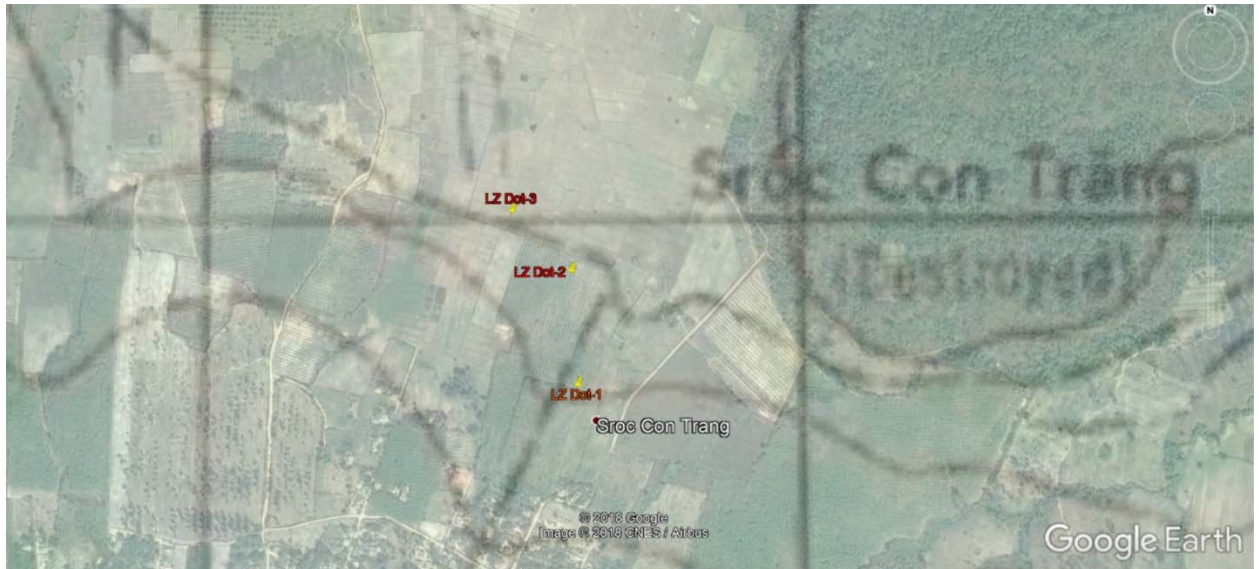 N
Sroc Con Trang
LZ Dot-3
(Destroyed)
LZ Dot-2
LZ Dot-1
Sroc Con Trang
© 2018 Google
Image © 2018 CNES / Airbus
Google Earth